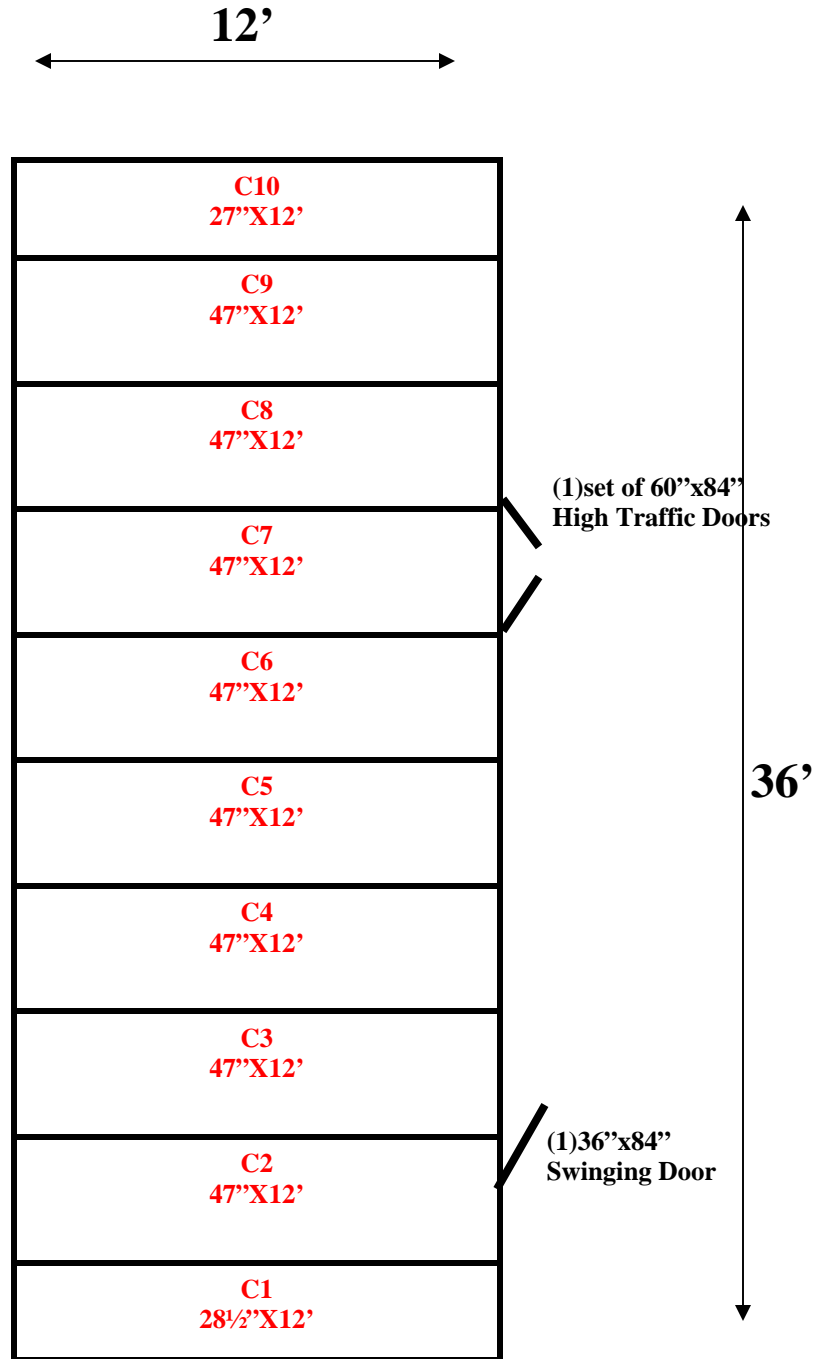 12’
C10
27”X12’
C9
47”X12’
C8
47”X12’
(1)set of 60”x84”
High Traffic Doors
C7
47”X12’
C6
47”X12’
36’
C5
47”X12’
C4
47”X12’
C3
47”X12’
(1)36”x84”
Swinging Door
C2
47”X12’
C1
28½”X12’